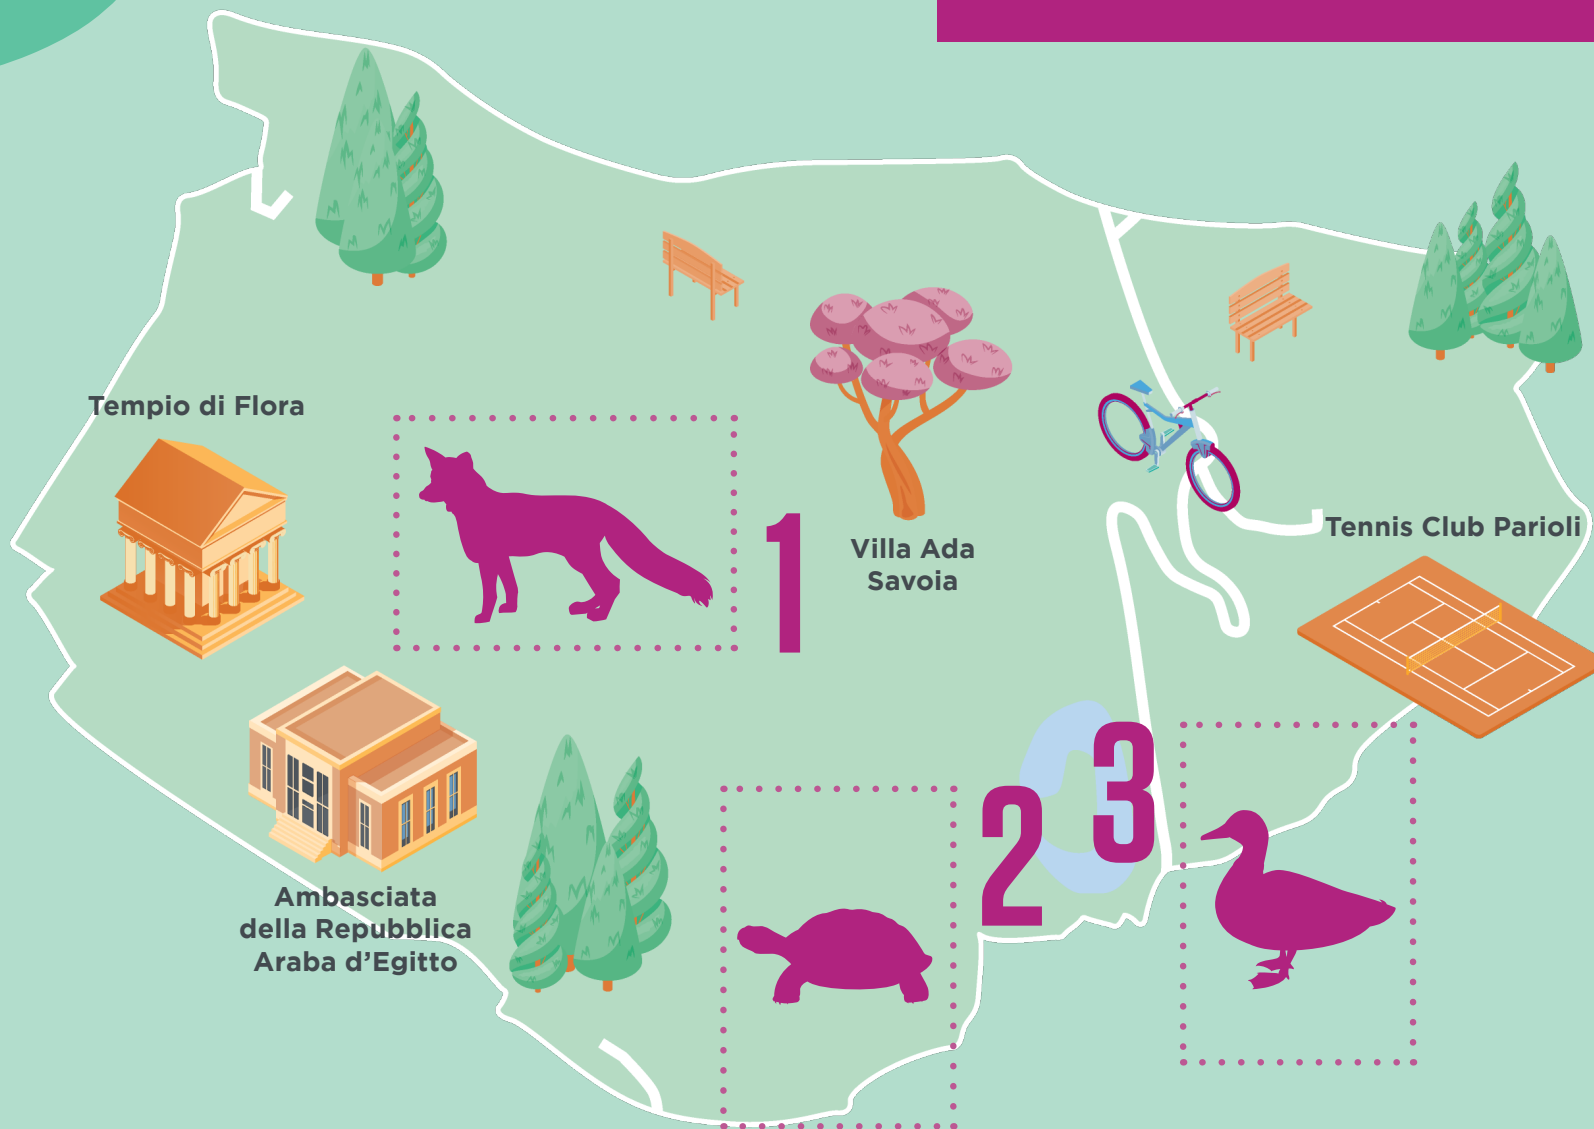 Tempio di Flora
1
Villa Ada
Savoia
Tennis Club Parioli
Ambasciata
della Repubblica
Araba d’Egitto
2
3